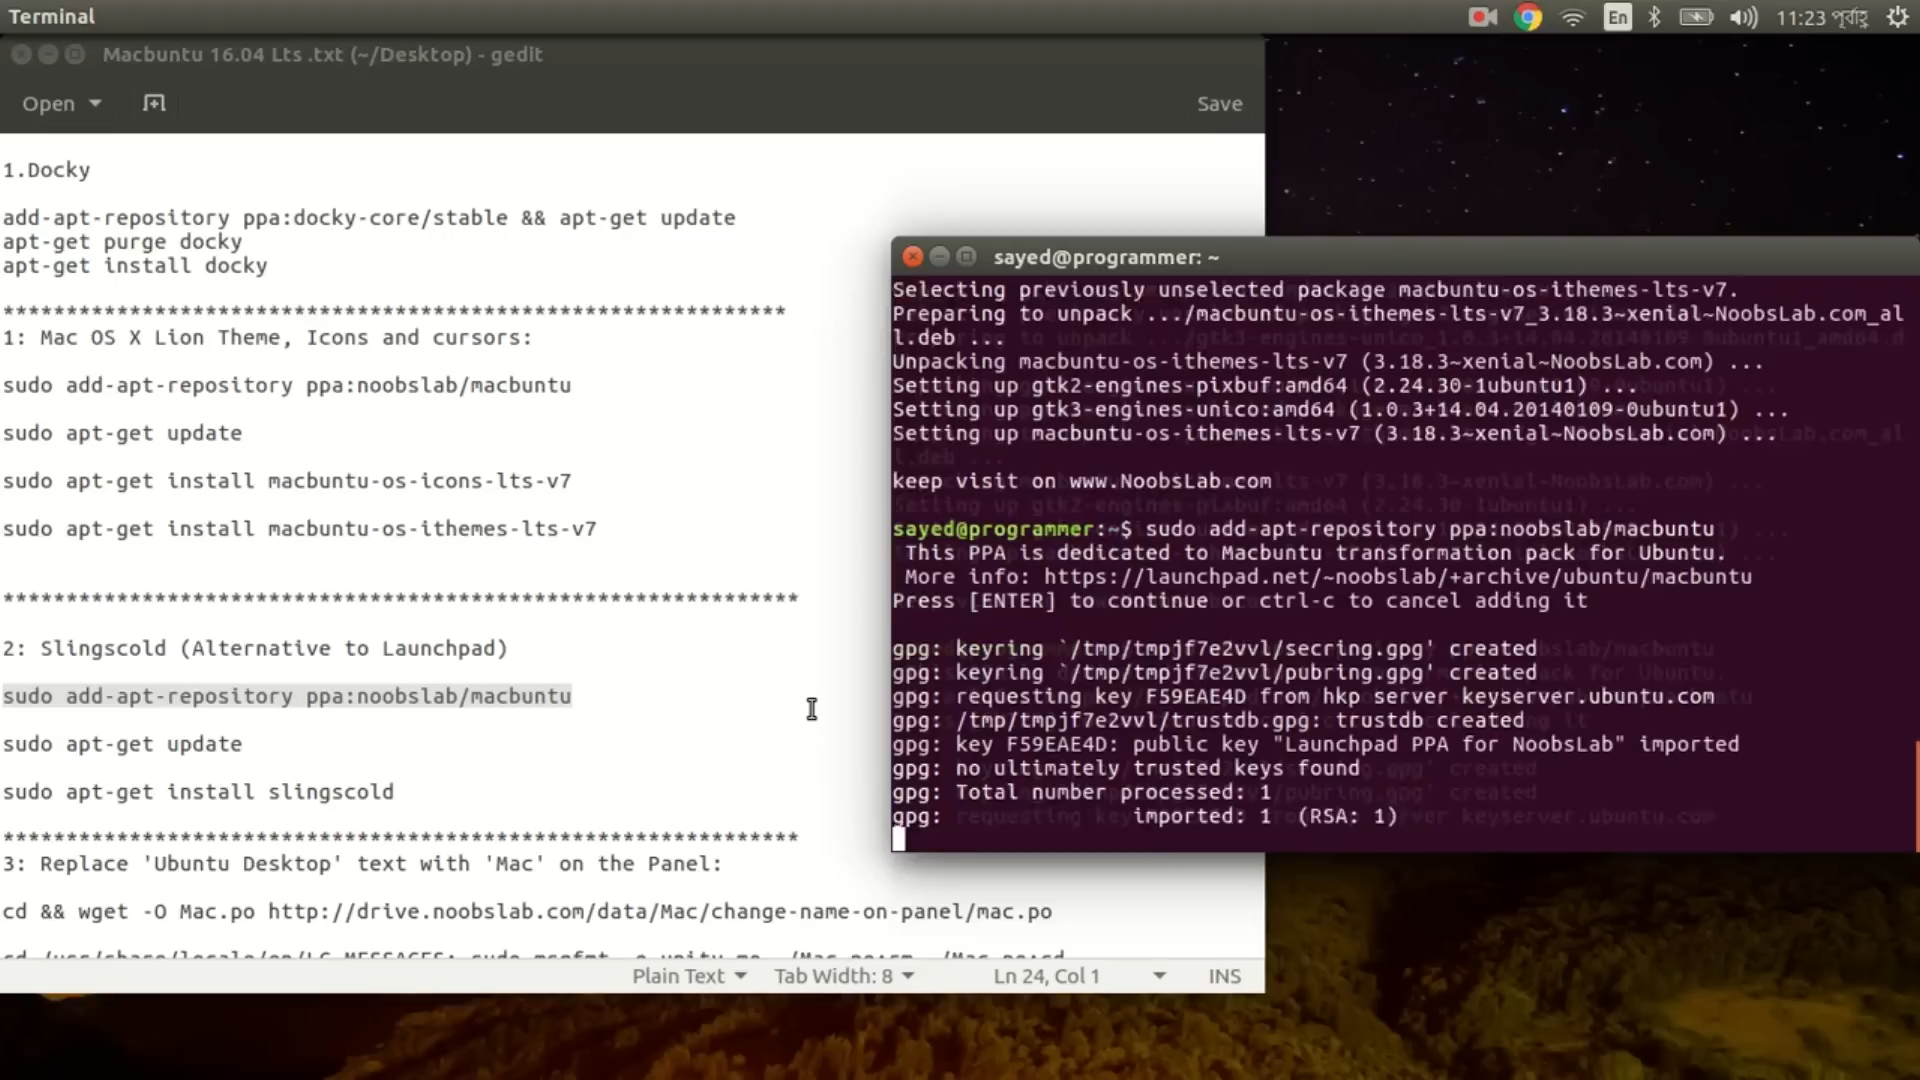 Terminal
En
11:23 পূর্বাহ্ণ
Macbuntu 16.04 Lts .txt (~/Desktop) - gedit
Open
Save
1.Docky
add-apt-repository ppa:docky-core/stable && apt-get update
apt-get purge docky
apt-get install docky
**************************************************************
1: Mac OS X Lion Theme, Icons and cursors:
sudo add-apt-repository ppa:noobslab/macbuntu
sudo apt-get update
sudo apt-get install macbuntu-os-icons-lts-v7
sudo apt-get install macbuntu-os-ithemes-lts-v7
***************************************************************
2: Slingscold (Alternative to Launchpad)
sudo add-apt-repository ppa:noobslab/macbuntu
sudo apt-get update
sudo apt-get install slingscold
***************************************************************
3: Replace 'Ubuntu Desktop' text with 'Mac' on the Panel:
cd && wget -O Mac.po http://drive.noobslab.com/data/Mac/change-name-on-panel/mac.po
Plain Text
Tab Width: 8
Ln 24, Col 1
INS
sayed@programmer: ~
Selecting previously unselected package macbuntu-os-ithemes-lts-v7.
Preparing to unpack .../macbuntu-os-ithemes-lts-v7_3.18.3~xenial~NoobsLab.com_al
l.deb ...
Unpacking macbuntu-os-ithemes-lts-v7 (3.18.3~xenial~NoobsLab.com) ...
Setting up gtk2-engines-pixbuf:amd64 (2.24.30-1ubuntu1) ...
Setting up gtk3-engines-unico:amd64 (1.0.3+14.04.20140109-0ubuntu1) ...
Setting up macbuntu-os-ithemes-lts-v7 (3.18.3~xenial~NoobsLab.com) ...
keep visit on www.NoobsLab.com
sayed@programmer:~$ sudo add-apt-repository ppa:noobslab/macbuntu
This PPA is dedicated to Macbuntu transformation pack for Ubuntu.
More info: https://launchpad.net/~noobslab/+archive/ubuntu/macbuntu
Press [ENTER] to continue or ctrl-c to cancel adding it
gpg: keyring `/tmp/tmpjf7e2vvl/secring.gpg' created
gpg: keyring `/tmp/tmpjf7e2vvl/pubring.gpg' created
gpg: requesting key F59EAE4D from hkp server keyserver.ubuntu.com
gpg: /tmp/tmpjf7e2vvl/trustdb.gpg: trustdb created
gpg: key F59EAE4D: public key "Launchpad PPA for NoobsLab" imported
gpg: no ultimately trusted keys found
gpg: Total number processed: 1
gpg: imported: 1 (RSA: 1)